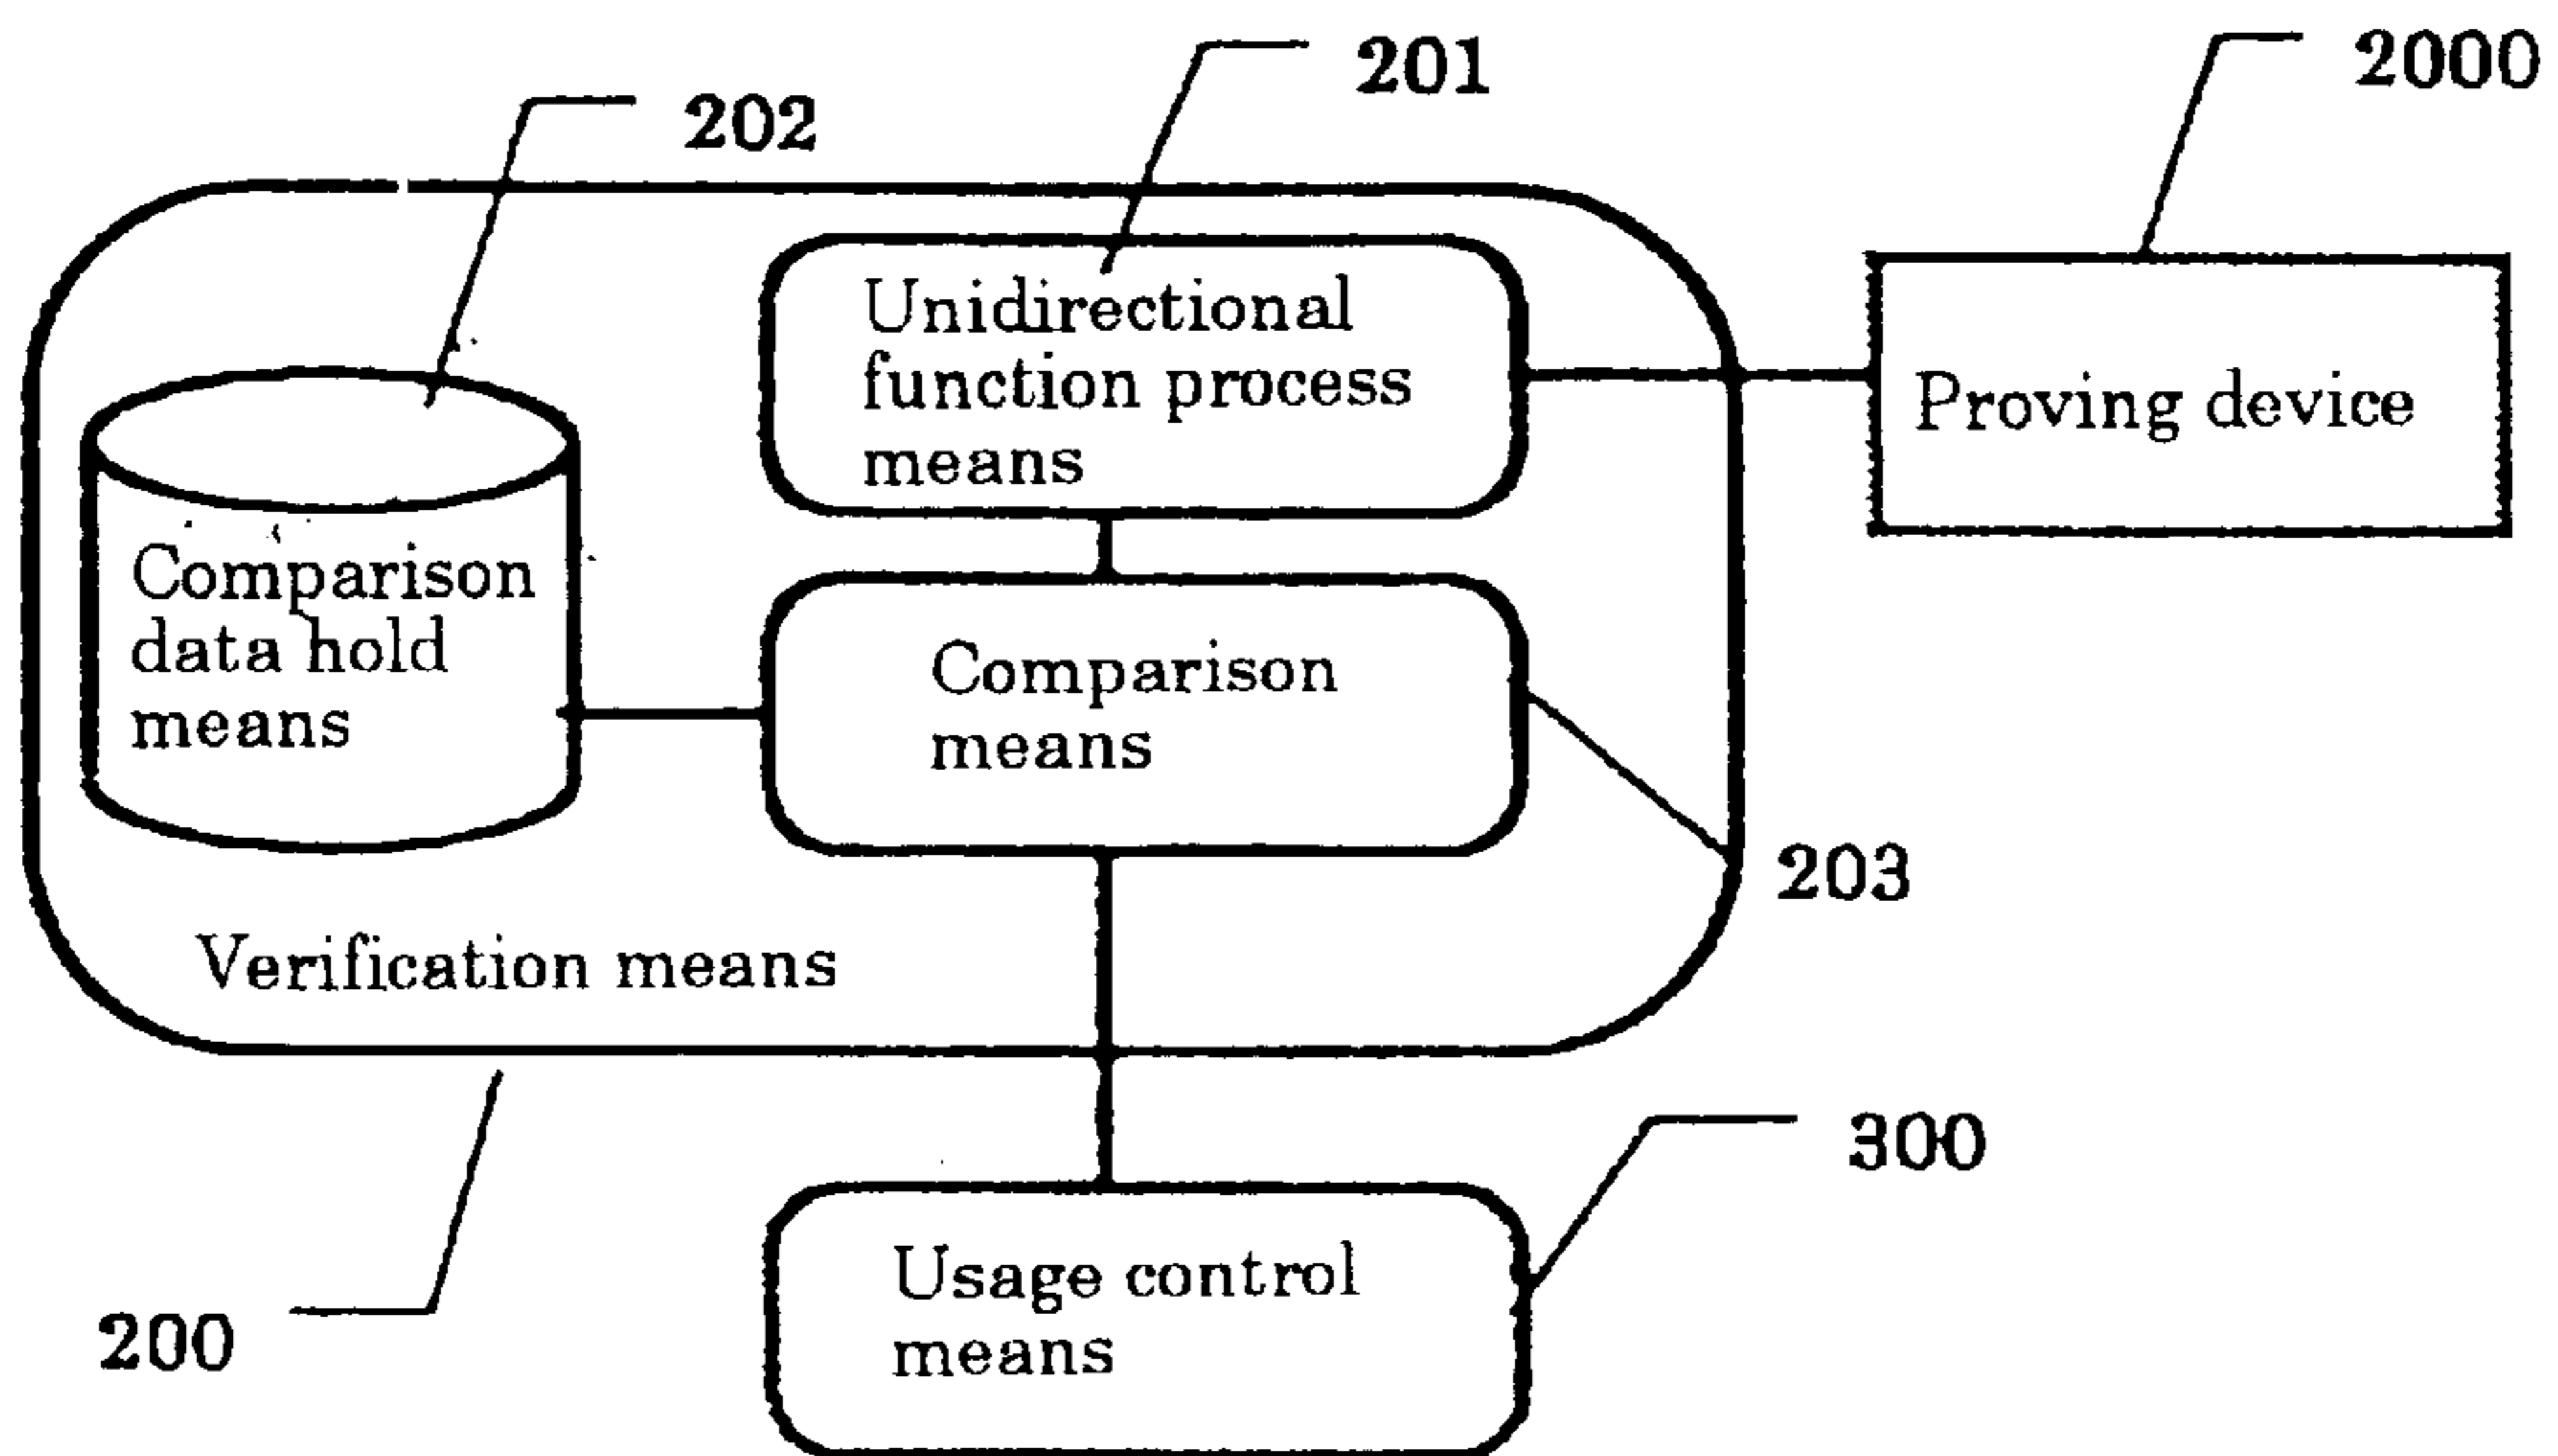 201
2000
202
Unidirectional
function process
means
Proving device
Comparison
data hold
means
Comparison
means
203
Verification means
300
Usage control
means
200